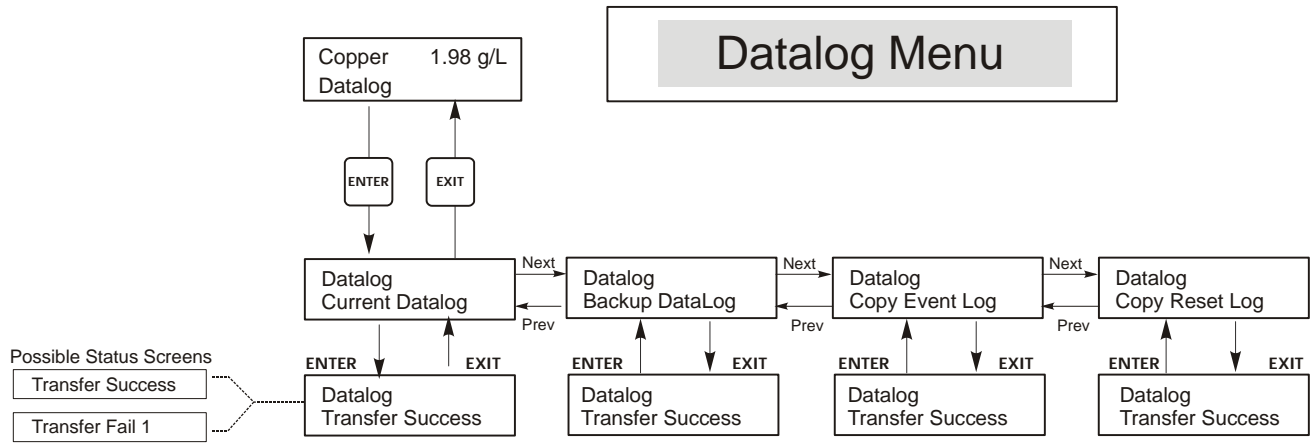 Datalog Menu
Copper 1.98 g/L
Datalog
ENTER
EXIT
Datalog
Current Datalog
Next
Prev
Datalog
Backup DataLog
Next
Prev
Datalog
Copy Event Log
Next
Prev
Datalog
Copy Reset Log
Possible Status Screens
Transfer Success
Transfer Fail 1
ENTER
EXIT
Datalog
Transfer Success
ENTER
EXIT
Datalog
Transfer Success
ENTER
EXIT
Datalog
Transfer Success
ENTER
EXIT
Datalog
Transfer Success